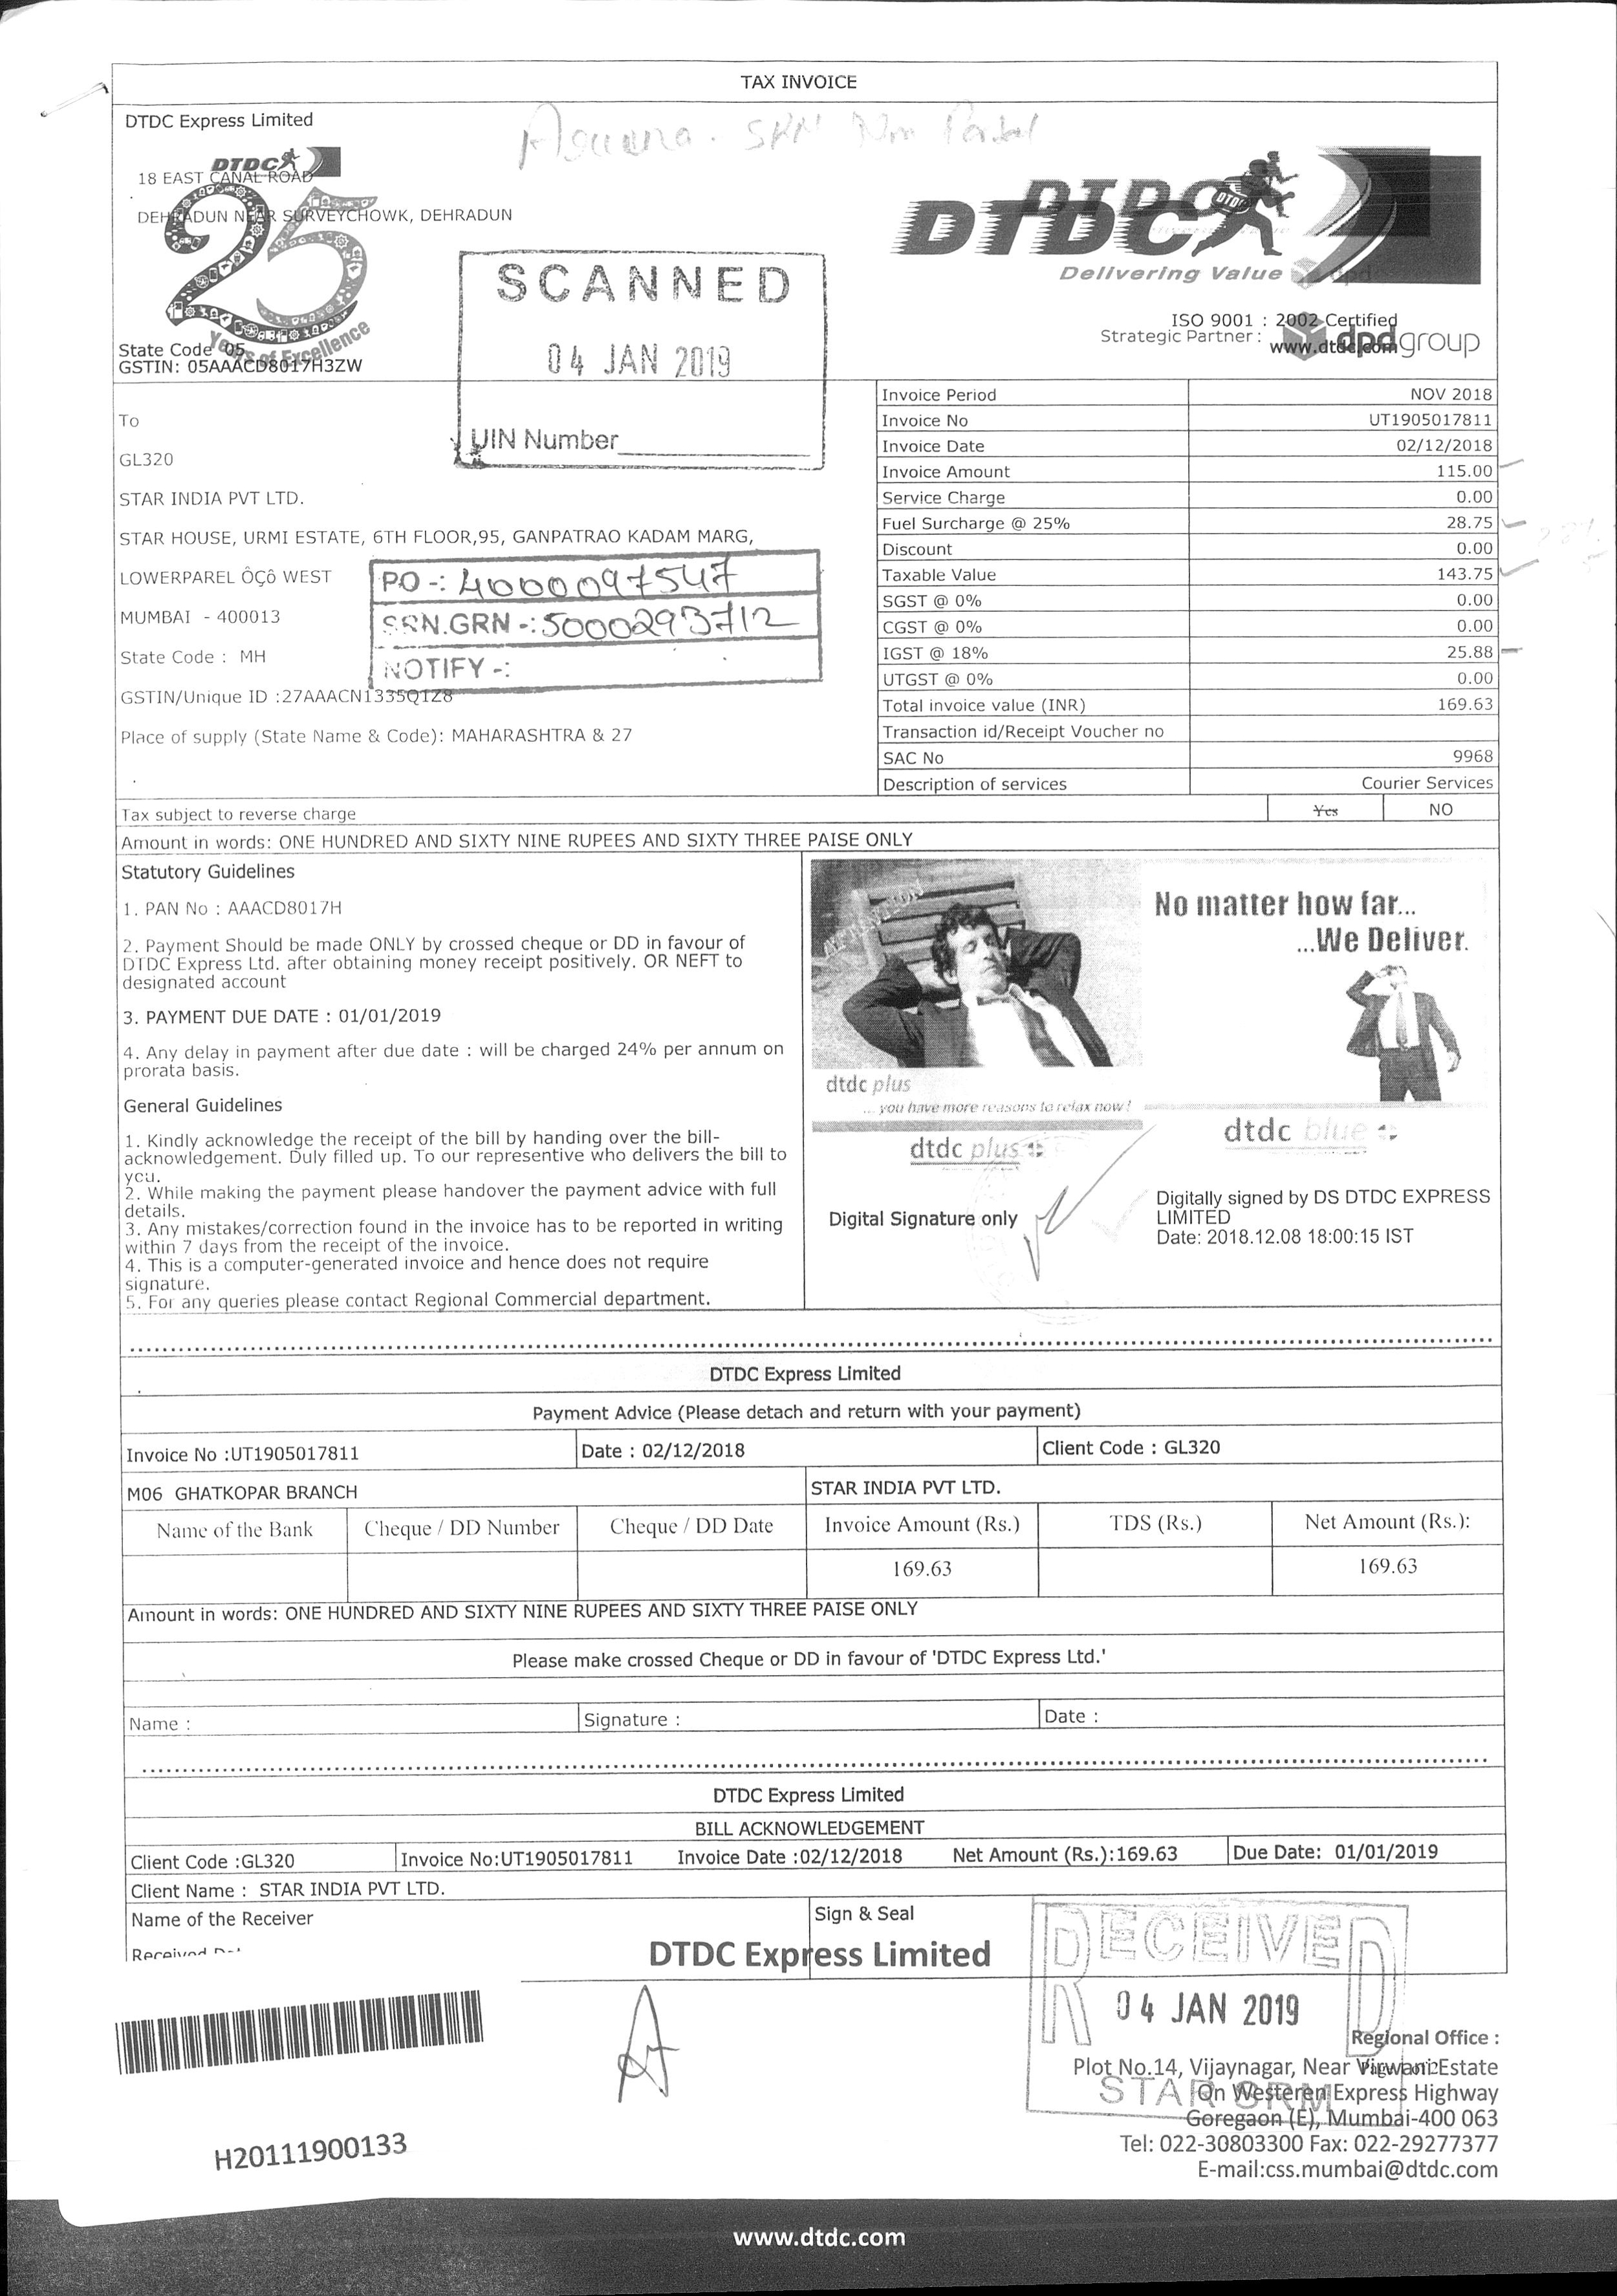 TAX INVOICE
DTDC Express Limited
SRN Non Portal
DTDC
18 EAST CANAL ROAD
DEHRADUN NEAR SURVEYCHOWK, DEHRADUN
25
Years of Excellence
State Code 05
GSTIN: 05AAACD8017H3ZW
SCANNED
04 JAN 2019
UIN Number
DTDC
Delivering Value
ISO 9001 : 2002 Certified
Strategic Partner : dpdgroup
www.dtdc.com
To
GL320
STAR INDIA PVT LTD.
STAR HOUSE, URMI ESTATE, 6TH FLOOR,95, GANPATRAO KADAM MARG,
LOWERPAREL ÔÇô WEST
MUMBAI - 400013
State Code : MH
GSTIN/Unique ID :27AAACN1335Q1Z8
Place of supply (State Name & Code): MAHARASHTRA & 27
PO -: 4000097547
SRN.GRN -: 5000293712
NOTIFY -:
Invoice Period NOV 2018
Invoice No UT1905017811
Invoice Date 02/12/2018
Invoice Amount 115.00
Service Charge 0.00
Fuel Surcharge @ 25% 28.75
Discount 0.00
Taxable Value 143.75
SGST @ 0% 0.00
CGST @ 0% 0.00
IGST @ 18% 25.88
UTGST @ 0% 0.00
Total invoice value (INR) 169.63
Transaction id/Receipt Voucher no
SAC No 9968
Description of services Courier Services
Tax subject to reverse charge Yes NO
Amount in words: ONE HUNDRED AND SIXTY NINE RUPEES AND SIXTY THREE PAISE ONLY
Statutory Guidelines
1. PAN No : AAACD8017H
2. Payment Should be made ONLY by crossed cheque or DD in favour of
DTDC Express Ltd. after obtaining money receipt positively. OR NEFT to
designated account
3. PAYMENT DUE DATE : 01/01/2019
4. Any delay in payment after due date : will be charged 24% per annum on
prorata basis.
General Guidelines
1. Kindly acknowledge the receipt of the bill by handing over the bill-
acknowledgement. Duly filled up. To our representive who delivers the bill to
you.
2. While making the payment please handover the payment advice with full
details.
3. Any mistakes/correction found in the invoice has to be reported in writing
within 7 days from the receipt of the invoice.
4. This is a computer-generated invoice and hence does not require
signature.
5. For any queries please contact Regional Commercial department.
No matter how far...
...We Deliver.
dtdc plus
... you have more reasons to relax now !
dtdc plus
dtdc blue
Digital Signature only
Digitally signed by DS DTDC EXPRESS
LIMITED
Date: 2018.12.08 18:00:15 IST
DTDC Express Limited
Payment Advice (Please detach and return with your payment)
Invoice No :UT1905017811 Date : 02/12/2018 Client Code : GL320
M06 GHATKOPAR BRANCH STAR INDIA PVT LTD.
Name of the Bank Cheque / DD Number Cheque / DD Date Invoice Amount (Rs.) TDS (Rs.) Net Amount (Rs.):
169.63 169.63
Amount in words: ONE HUNDRED AND SIXTY NINE RUPEES AND SIXTY THREE PAISE ONLY
Please make crossed Cheque or DD in favour of 'DTDC Express Ltd.'
Name : Signature : Date :
DTDC Express Limited
BILL ACKNOWLEDGEMENT
Client Code :GL320 Invoice No:UT1905017811 Invoice Date :02/12/2018 Net Amount (Rs.):169.63 Due Date: 01/01/2019
Client Name : STAR INDIA PVT LTD.
Name of the Receiver Sign & Seal
Received
DTDC Express Limited
RECEIVED
04 JAN 2019
STAR SRM
Regional Office :
Plot No.14, Vijaynagar, Near Virwani Estate
On Westeren Express Highway
Goregaon (E), Mumbai-400 063
Tel: 022-30803300 Fax: 022-29277377
E-mail:css.mumbai@dtdc.com
H20111900133
www.dtdc.com